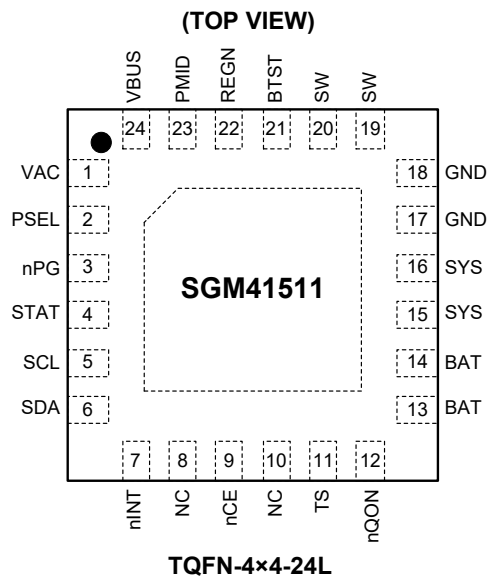 (TOP VIEW)
VBUS
PMID
REGN
BTST
SW
SW
24 23 22 21 20 19
VAC 1
PSEL 2
nPG 3
STAT 4
SCL 5
SDA 6
SGM41511
18 GND
17 GND
16 SYS
15 SYS
14 BAT
13 BAT
7 8 9 10 11 12
nINT
NC
nCE
NC
TS
nQON
TQFN-4×4-24L